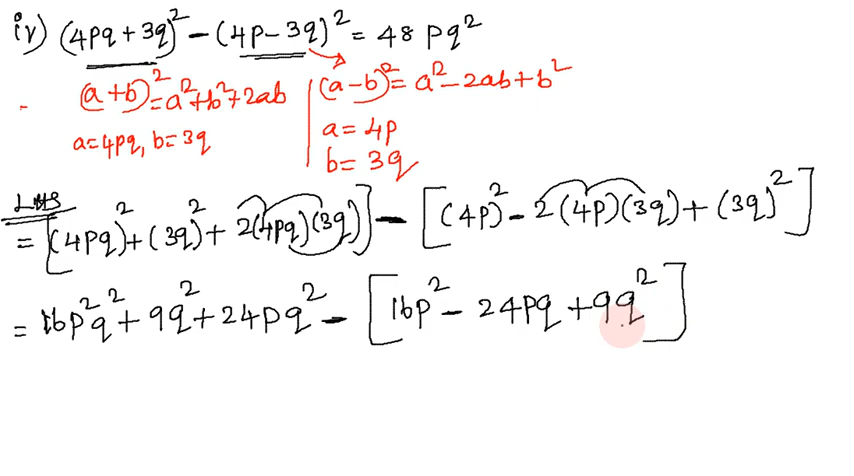 iv) (4pq + 3q)² - (4p - 3q)² = 48 pq²
(a+b)² = a² + b² + 2ab
a = 4pq, b = 3q
(a-b)² = a² - 2ab + b²
a = 4p
b = 3q
LHS
= [(4pq)² + (3q)² + 2(4pq)(3q)] - [(4p)² - 2(4p)(3q) + (3q)²]
= 16p²q² + 9q² + 24pq² - [16p² - 24pq + 9q²]